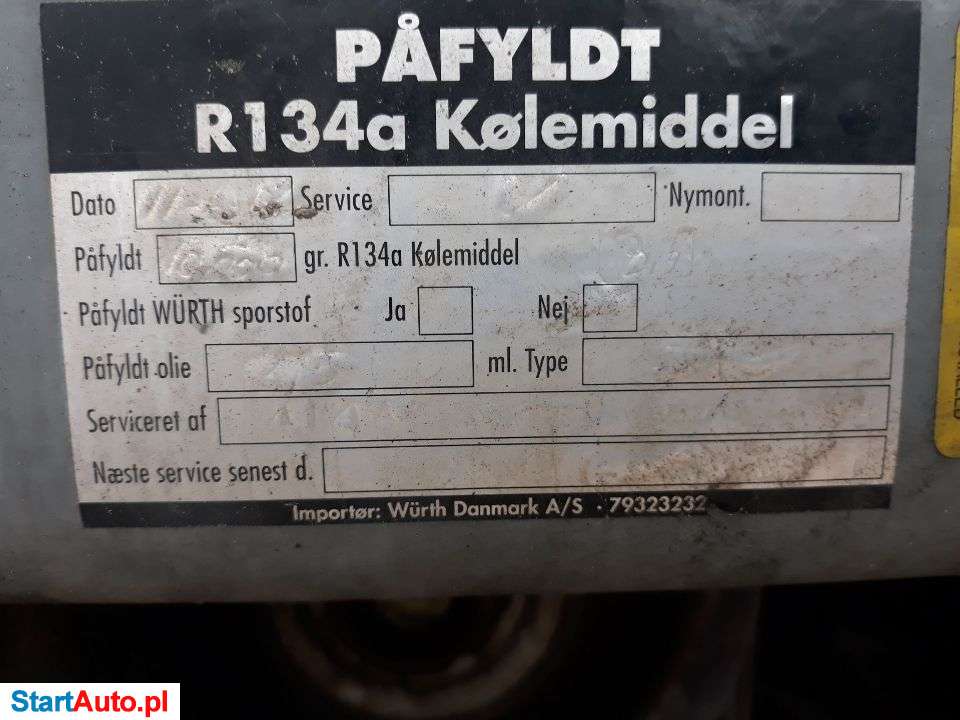 PÅFYLDT
R134a Kølemiddel
Dato Service Nymont.
Påfyldt gr. R134a Kølemiddel
Påfyldt WÜRTH sporstof Ja Nej
Påfyldt olie ml. Type
Serviceret af
Næste service senest d.
Importør: Würth Danmark A/S · 79323232
StartAuto.pl